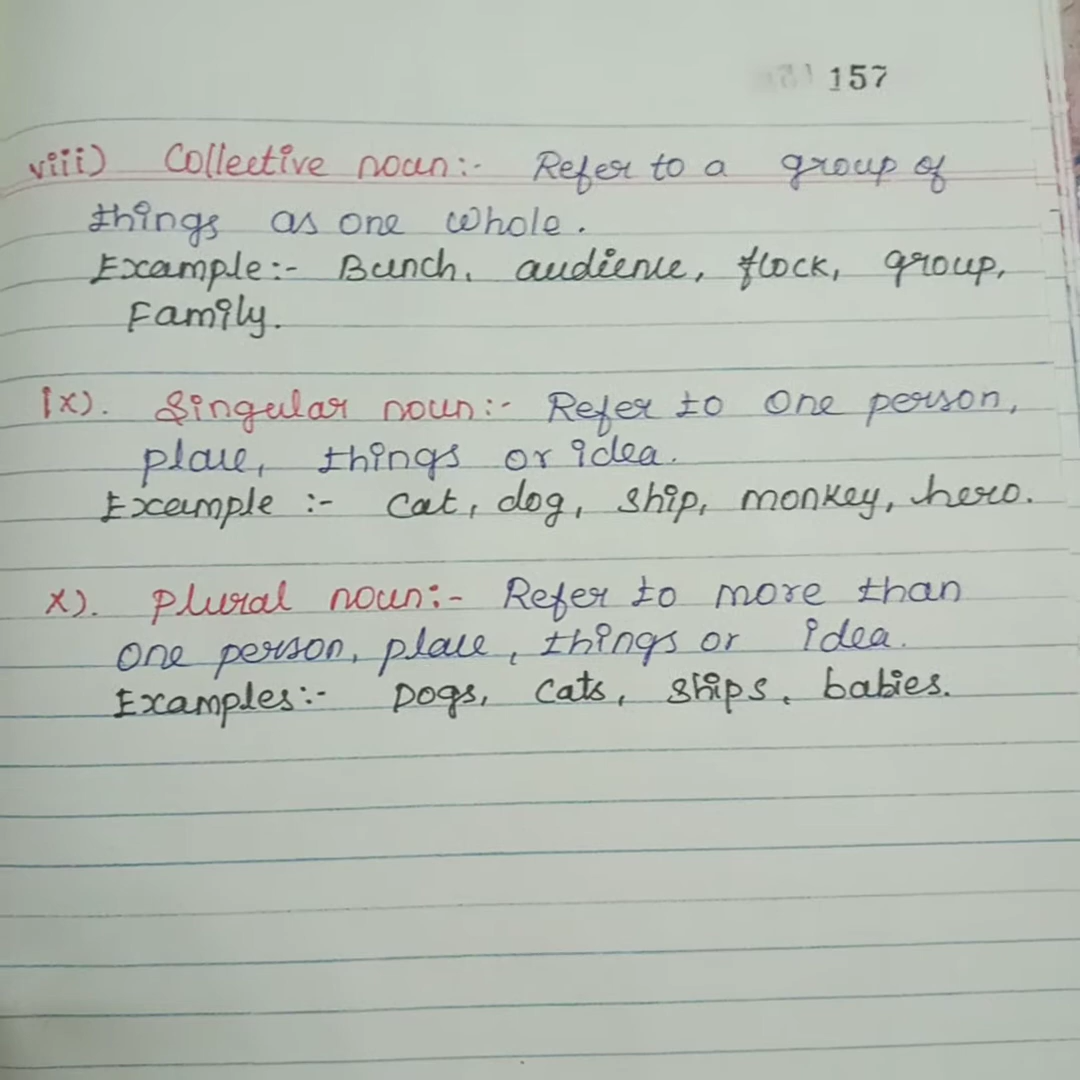 157
viii) Collective noun:- Refer to a group of
things as one whole.
Example:- Bunch, audience, flock, group,
Family.
ix). Singular noun:- Refer to one person,
place, things or idea.
Example :- cat, dog, ship, monkey, hero.
x). Plural noun:- Refer to more than
one person, place, things or idea.
Examples:- Dogs, cats, ships, babies.